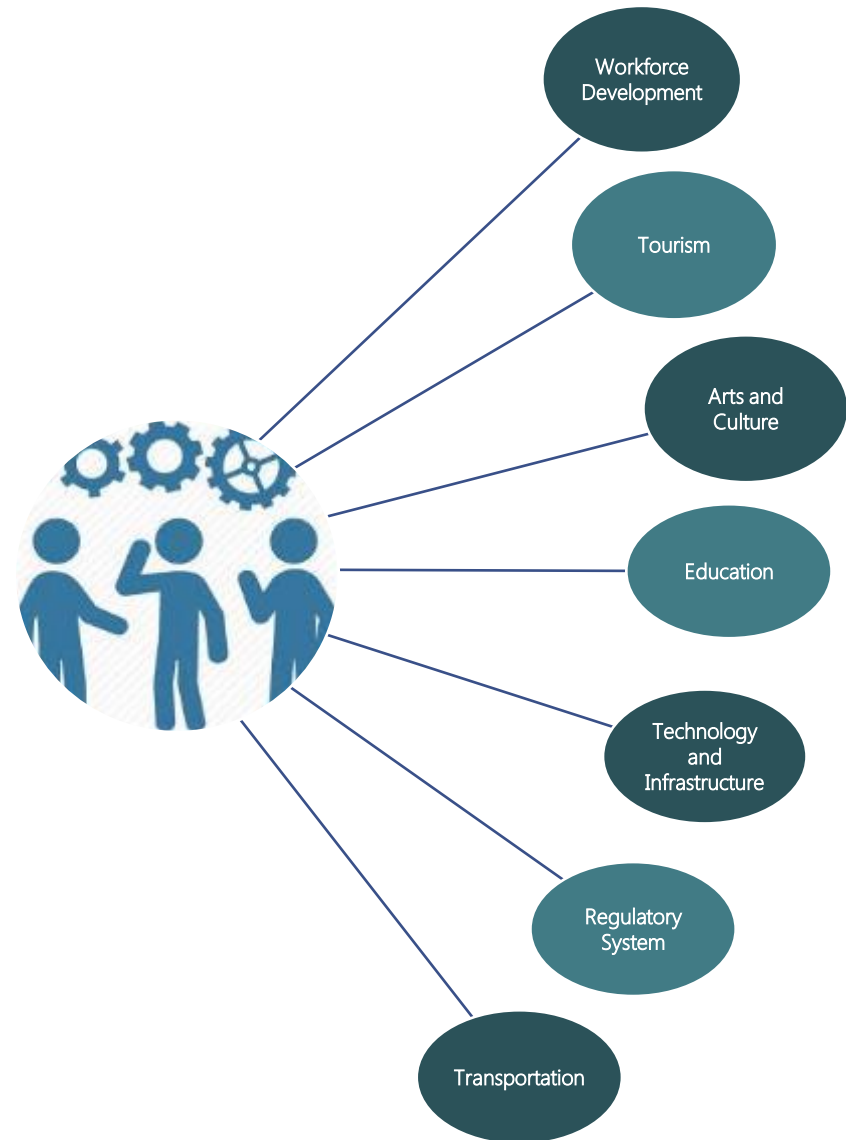 Workforce
Development
Tourism
Arts and
Culture
Education
Technology
and
Infrastructure
Regulatory
System
Transportation